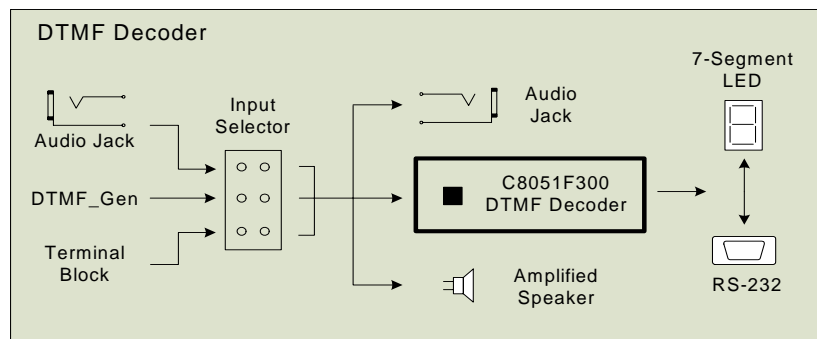 DTMF Decoder
Audio Jack
DTMF_Gen
Terminal
Block
Input
Selector
Audio
Jack
C8051F300
DTMF Decoder
Amplified
Speaker
7-Segment
LED
RS-232